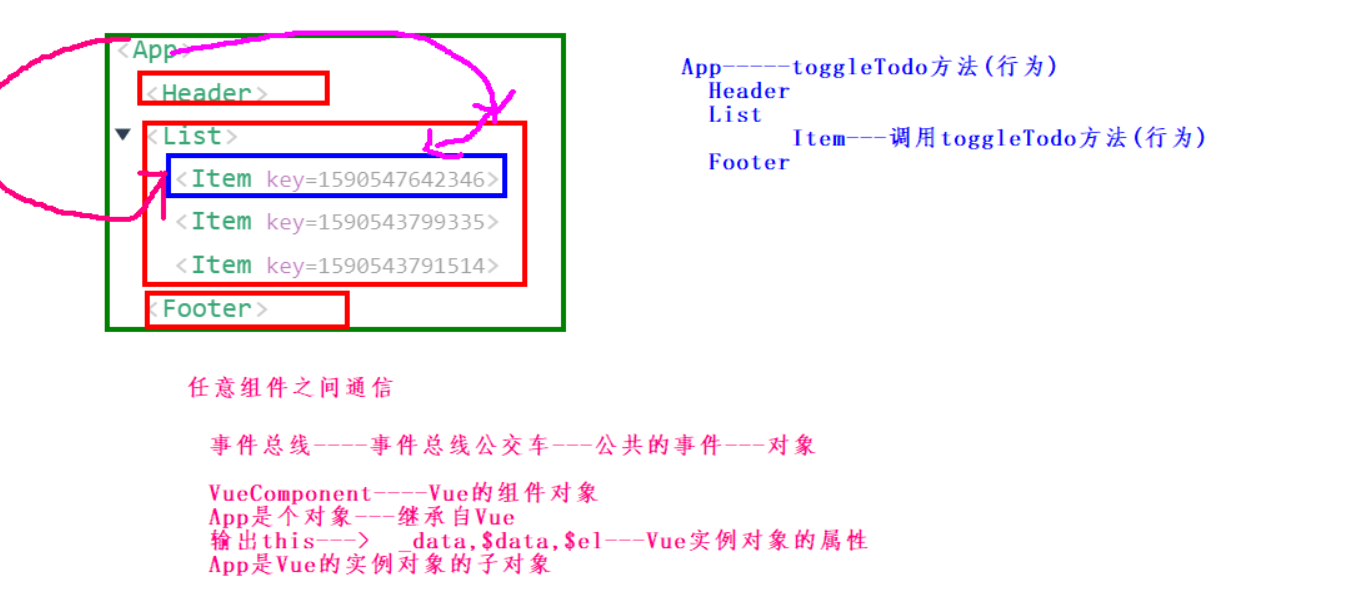 <App>
<Header>
<List>
<Item key=1590547642346>
<Item key=1590543799335>
<Item key=1590543791514>
<Footer>
App-----toggleTodo方法(行为)
Header
List
Item---调用toggleTodo方法(行为)
Footer
任意组件之间通信
事件总线----事件总线公交车---公共的事件---对象
VueComponent----Vue的组件对象
App是个对象---继承自Vue
输出this---> _data,$data,$el---Vue实例对象的属性
App是Vue的实例对象的子对象